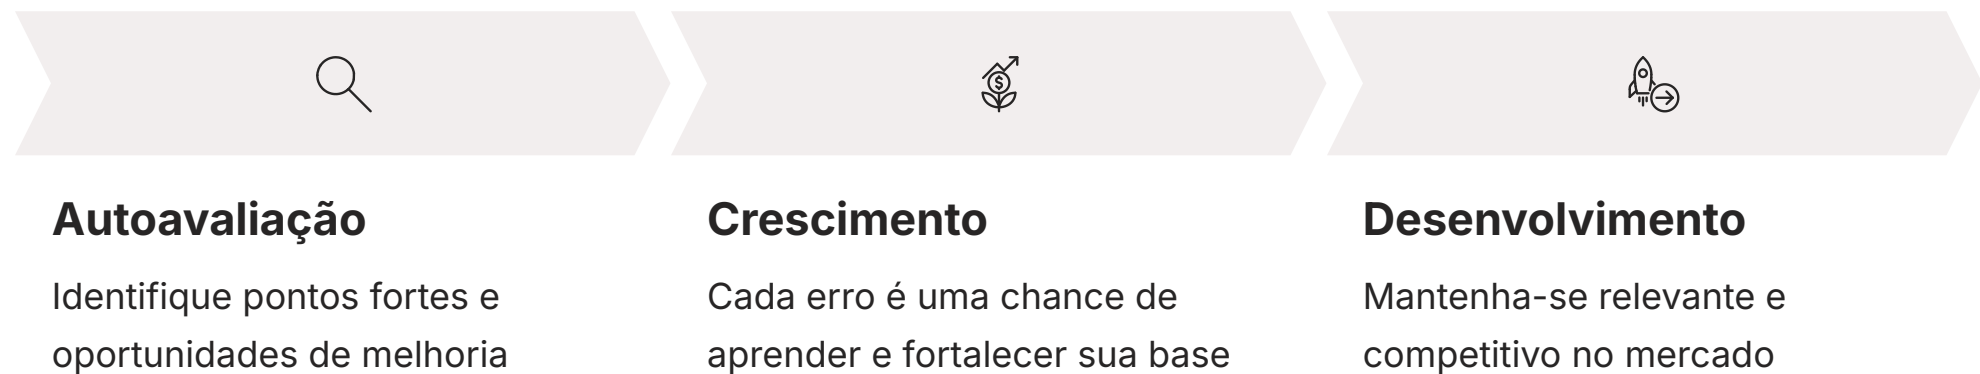 Autoavaliação
Identifique pontos fortes e
oportunidades de melhoria
Crescimento
Cada erro é uma chance de
aprender e fortalecer sua base
Desenvolvimento
Mantenha-se relevante e
competitivo no mercado